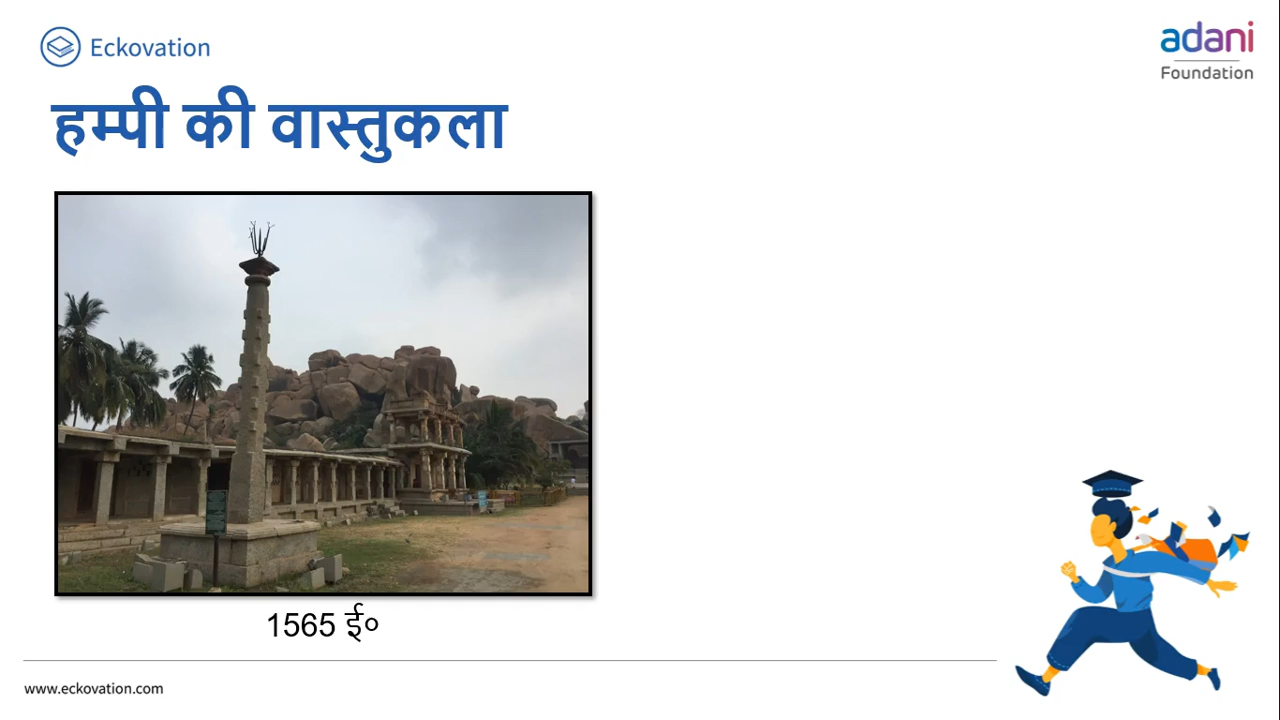 Eckovation
adani
Foundation
हम्पी की वास्तुकला
1565 ई०
www.eckovation.com